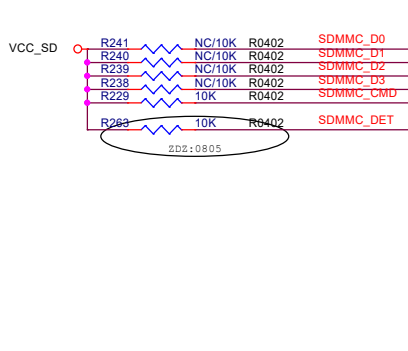 R241 NC/10K R0402 SDMMC_D0
VCC_SD R240 NC/10K R0402 SDMMC_D1
R239 NC/10K R0402 SDMMC_D2
R238 NC/10K R0402 SDMMC_D3
R229 10K R0402 SDMMC_CMD
R263 10K R0402 SDMMC_DET
ZDZ:0805